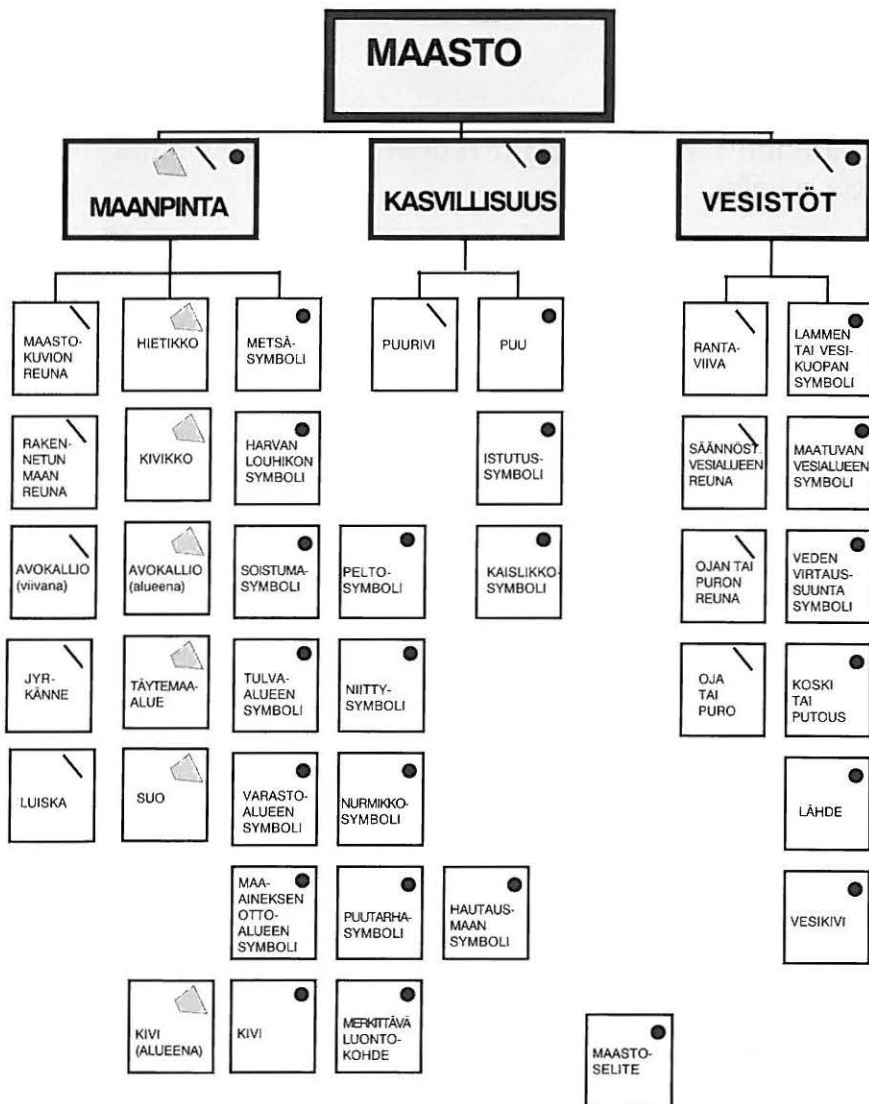 MAASTO
MAANPINTA
KASVILLISUUS
VESISTÖT
MAASTO-
KUVION
REUNA
HIETIKKO
METSÄ-
SYMBOLI
PUURIVI
PUU
RANTA-
VIIVA
LAMMEN
TAI VESI-
KUOPAN
SYMBOLI
RAKEN-
NETUN
MAAN
REUNA
KIVIKKO
HARVAN
LOUHIKON
SYMBOLI
ISTUTUS-
SYMBOLI
SÄÄNNÖST.
VESIALUEEN
REUNA
MAATUVAN
VESIALUEEN
SYMBOLI
AVOKALLIO
(viivana)
AVOKALLIO
(alueena)
SOISTUMA-
SYMBOLI
PELTO-
SYMBOLI
KAISLIKKO-
SYMBOLI
OJAN TAI
PURON
REUNA
VEDEN
VIRTAUS-
SUUNTA
SYMBOLI
JYR-
KÄNNE
TÄYTEMAA-
ALUE
TULVA-
ALUEEN
SYMBOLI
NIITTY-
SYMBOLI
OJA
TAI
PURO
KOSKI
TAI
PUTOUS
LUISKA
SUO
VARASTO-
ALUEEN
SYMBOLI
NURMIKKO-
SYMBOLI
LÄHDE
MAA-
AINEKSEN
OTTO-
ALUEEN
SYMBOLI
PUUTARHA-
SYMBOLI
HAUTAUS-
MAAN
SYMBOLI
VESIKIVI
KIVI
(ALUEENA)
KIVI
MERKITTÄVÄ
LUONTO-
KOHDE
MAASTO-
SELITE